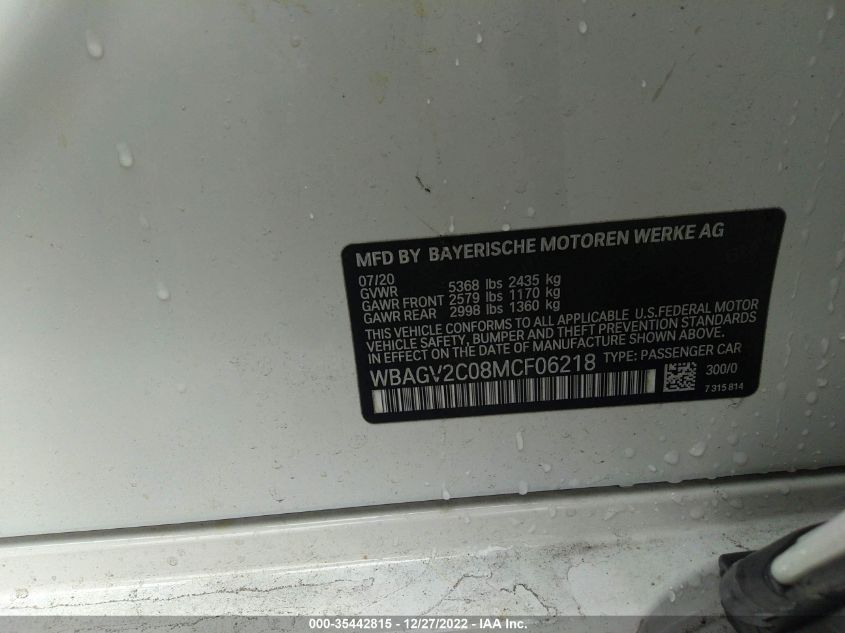 MFD BY BAYERISCHE MOTOREN WERKE AG
07/20
GVWR 5368 lbs 2435 kg
GAWR FRONT 2579 lbs 1170 kg
GAWR REAR 2998 lbs 1360 kg
THIS VEHICLE CONFORMS TO ALL APPLICABLE U.S.FEDERAL MOTOR
VEHICLE SAFETY, BUMPER AND THEFT PREVENTION STANDARDS
IN EFFECT ON THE DATE OF MANUFACTURE SHOWN ABOVE.
WBAGV2C08MCF06218 TYPE: PASSENGER CAR
300/0
7 315 814
000-35442815 - 12/27/2022 - IAA Inc.